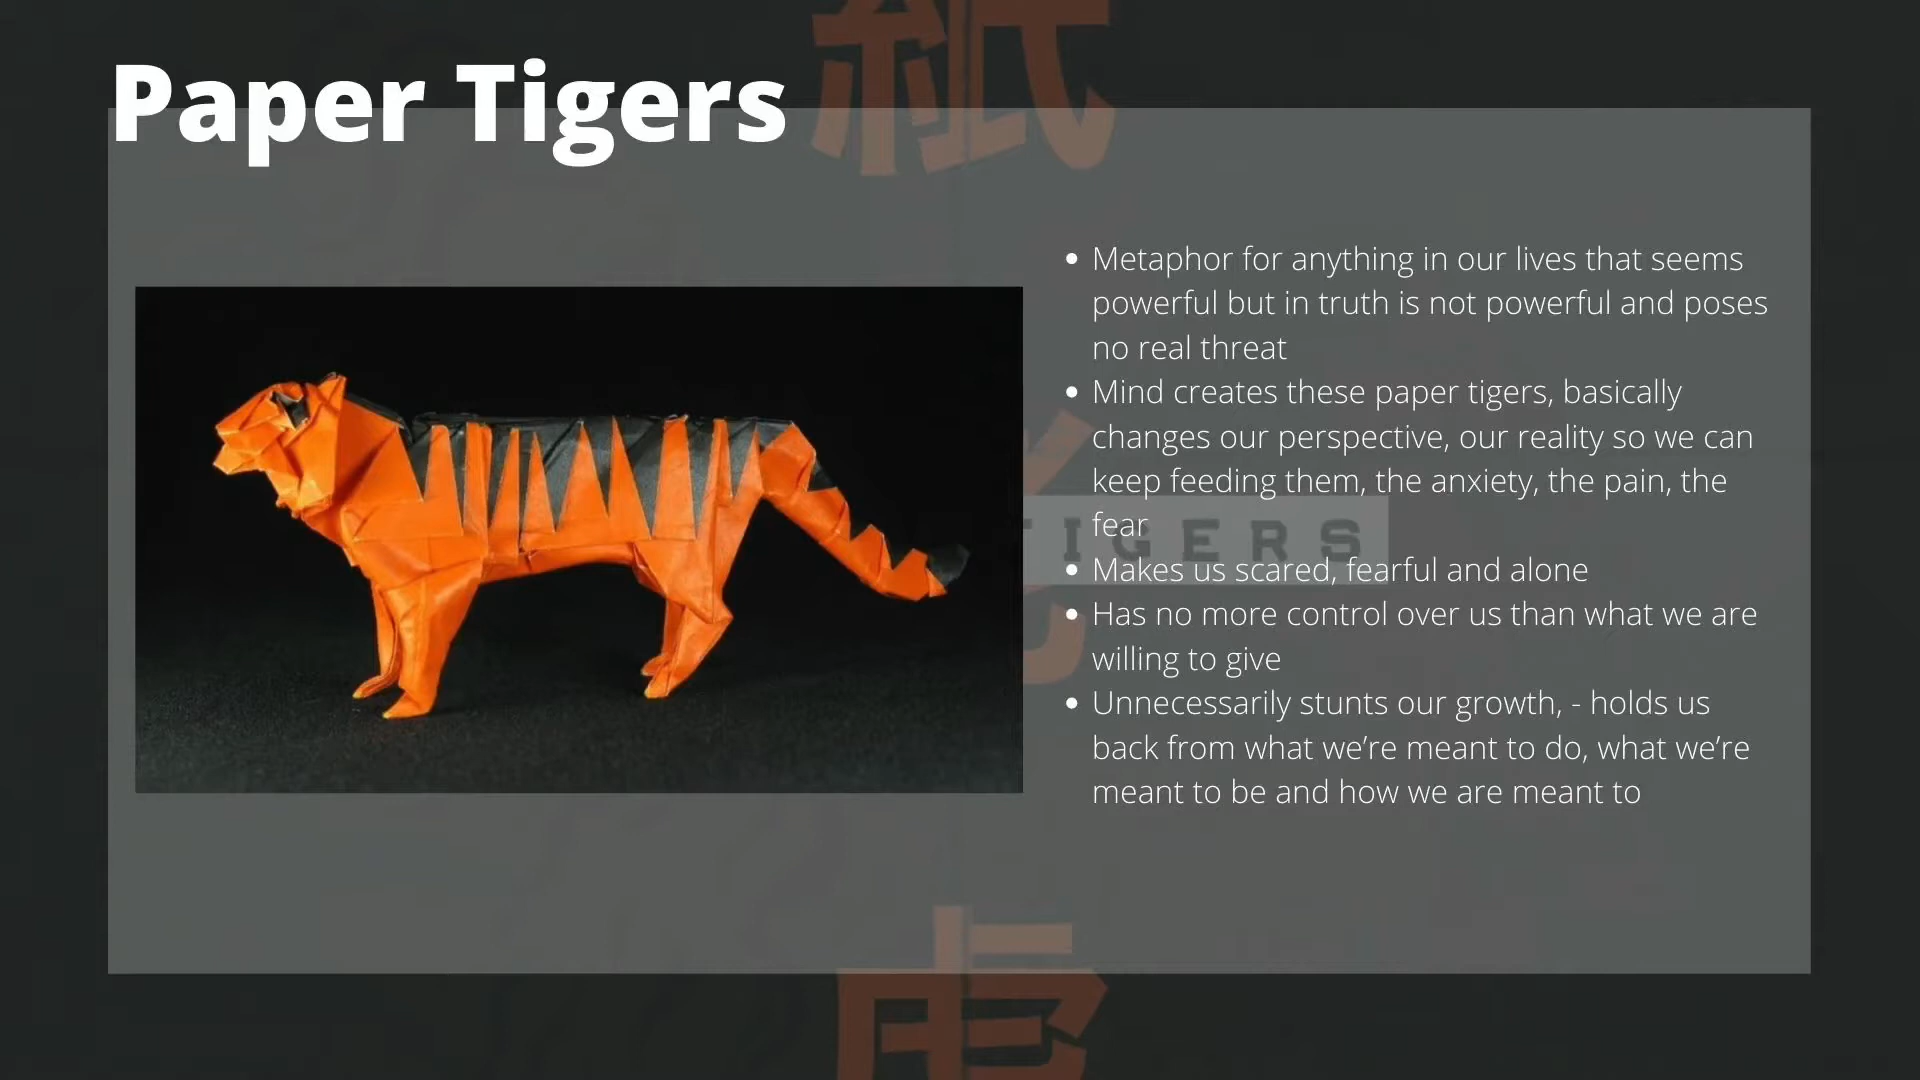 紙
Paper Tigers
• Metaphor for anything in our lives that seems
powerful but in truth is not powerful and poses
no real threat
• Mind creates these paper tigers, basically
changes our perspective, our reality so we can
keep feeding them, the anxiety, the pain, the
fear
TIGERS
• Makes us scared, fearful and alone
• Has no more control over us than what we are
willing to give
• Unnecessarily stunts our growth, - holds us
back from what we’re meant to do, what we’re
meant to be and how we are meant to